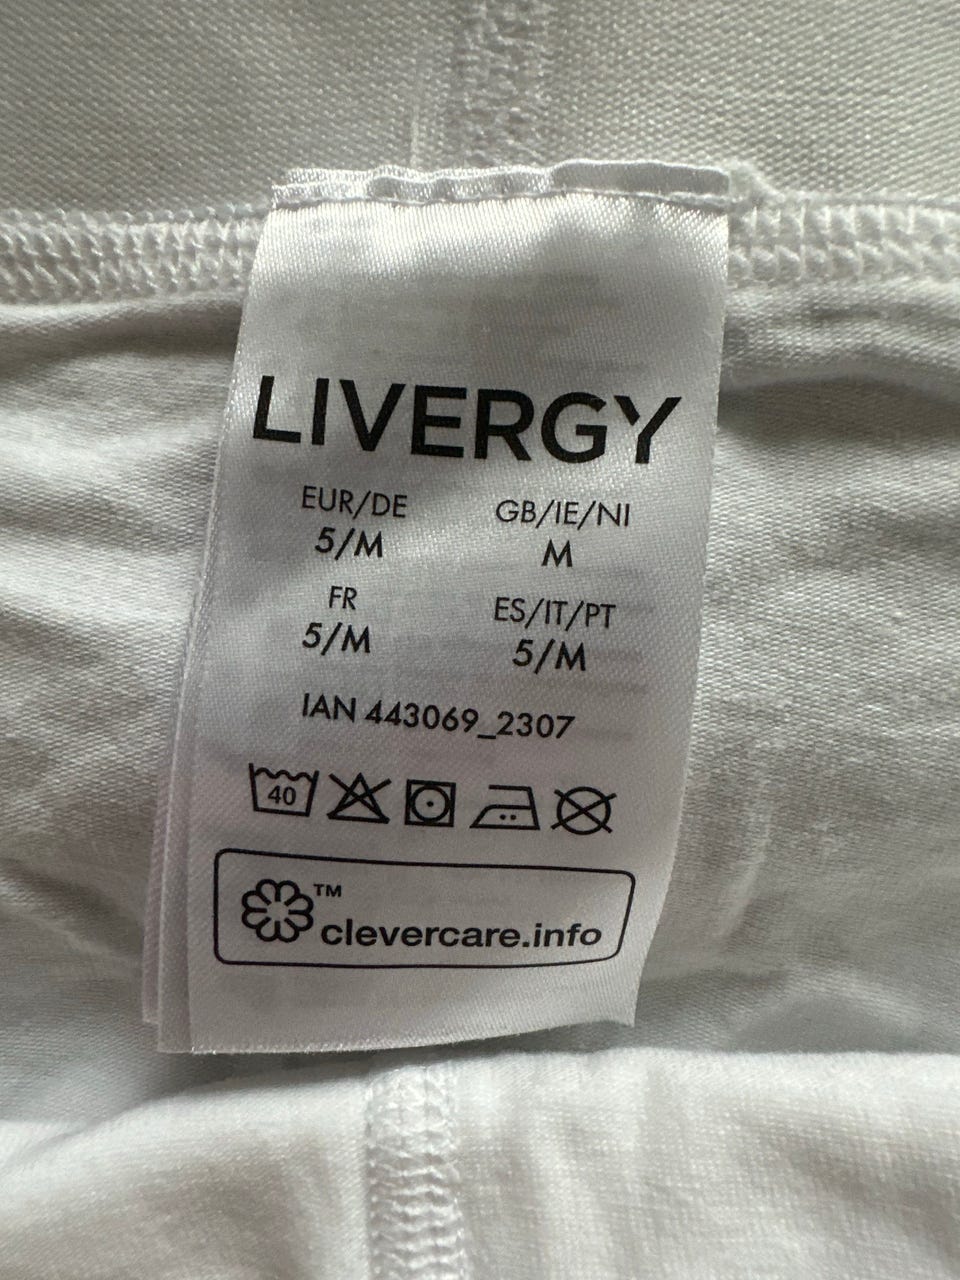 LIVERGY
EUR/DE GB/IE/NI
5/M M
FR ES/IT/PT
5/M 5/M
IAN 443069_2307
40
™
clevercare.info